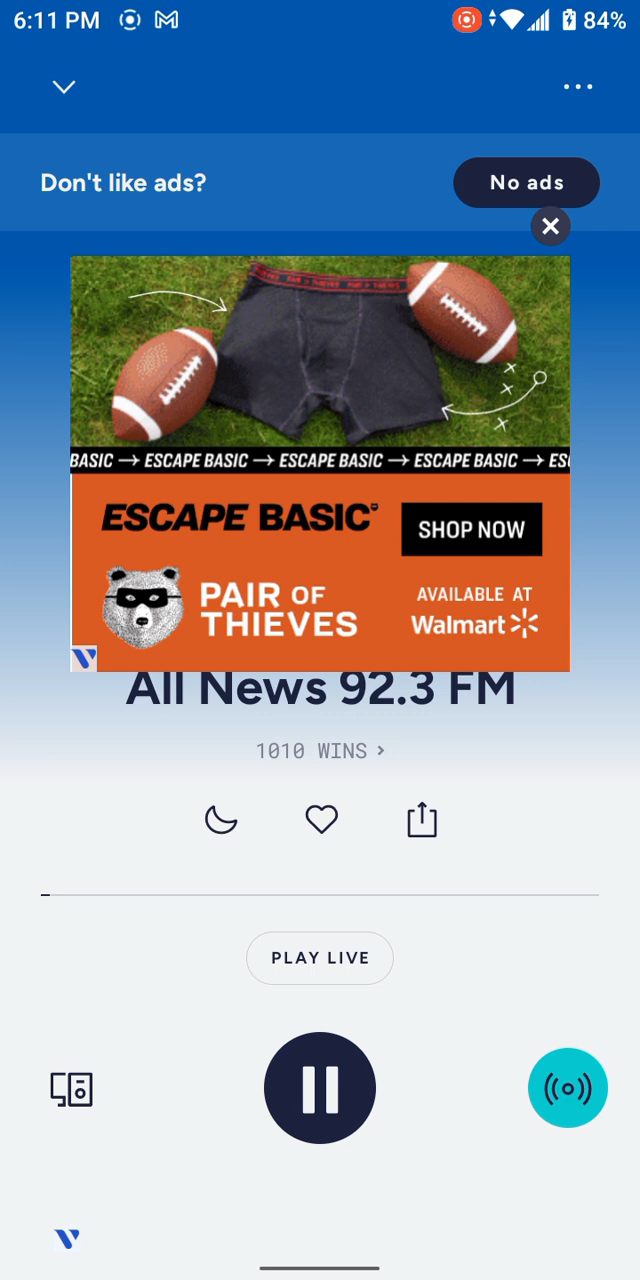 6:11 PM
84%
Don't like ads?
No ads
BASIC → ESCAPE BASIC → ESCAPE BASIC → ESCAPE BASIC → ES
ESCAPE BASIC
SHOP NOW
PAIR OF
THIEVES
AVAILABLE AT
Walmart
All News 92.3 FM
1010 WINS >
PLAY LIVE